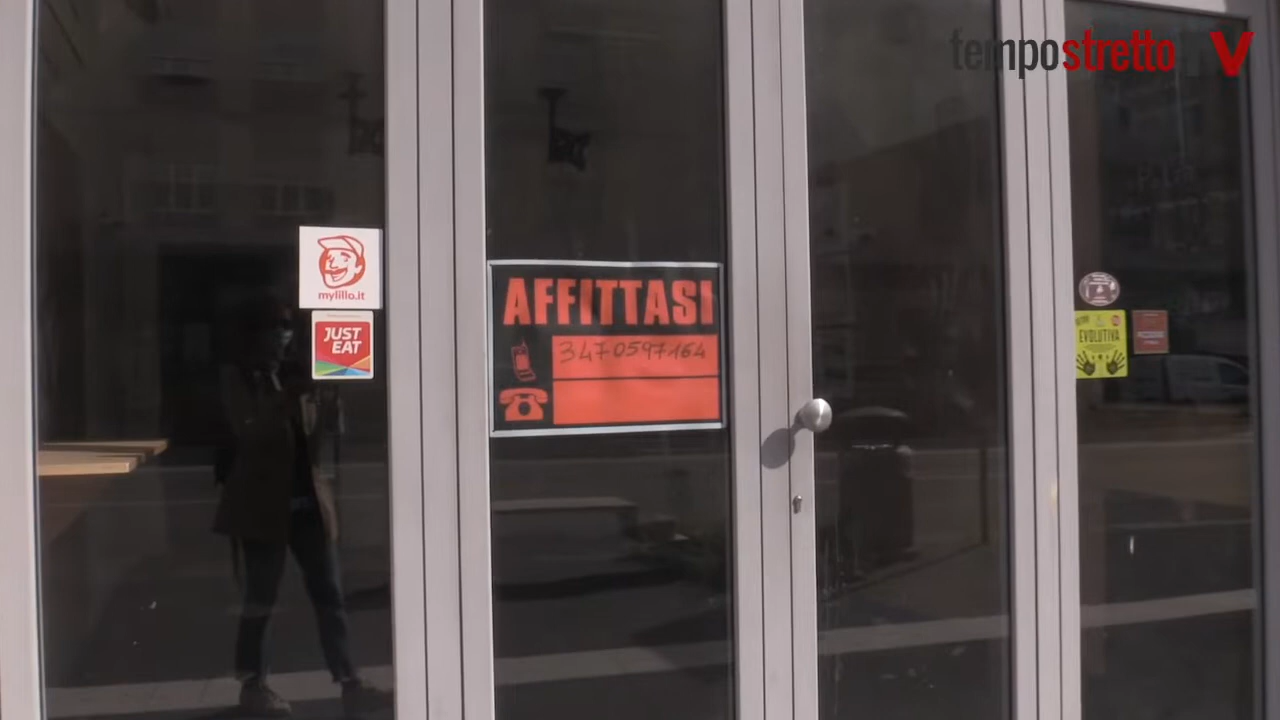 tempostretto V
mylillo.it
JUST
EAT
AFFITTASI
3470597164
EVOLUTIVA